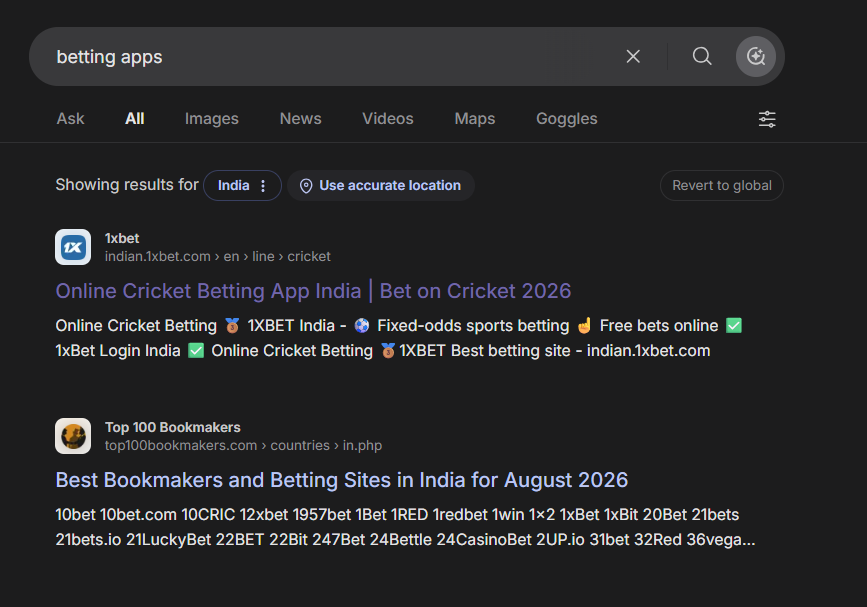 betting apps
Ask All Images News Videos Maps Goggles
Showing results for India Use accurate location Revert to global
1X
1xbet
indian.1xbet.com › en › line › cricket
Online Cricket Betting App India | Bet on Cricket 2026
Online Cricket Betting 🥉 1XBET India - ⚽ Fixed-odds sports betting ☝️ Free bets online ✅
1xBet Login India ✅ Online Cricket Betting 🥉1XBET Best betting site - indian.1xbet.com
Top 100 Bookmakers
top100bookmakers.com › countries › in.php
Best Bookmakers and Betting Sites in India for August 2026
10bet 10bet.com 10CRIC 12xbet 1957bet 1Bet 1RED 1redbet 1win 1×2 1xBet 1xBit 20Bet 21bets
21bets.io 21LuckyBet 22BET 22Bit 247Bet 24Bettle 24CasinoBet 2UP.io 31bet 32Red 36vega...